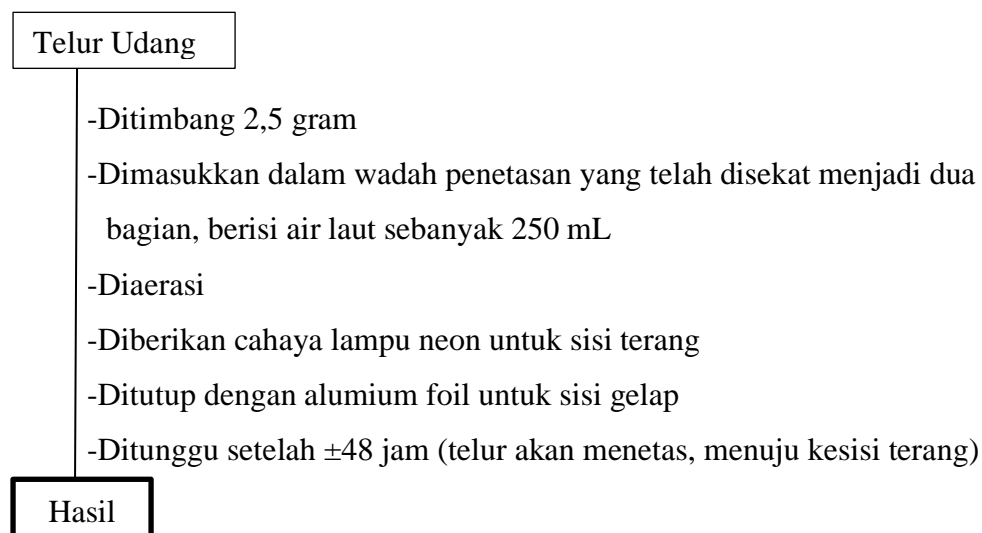 Telur Udang
-Ditimbang 2,5 gram
-Dimasukkan dalam wadah penetasan yang telah disekat menjadi dua
bagian, berisi air laut sebanyak 250 mL
-Diaerasi
-Diberikan cahaya lampu neon untuk sisi terang
-Ditutup dengan alumium foil untuk sisi gelap
-Ditunggu setelah ±48 jam (telur akan menetas, menuju kesisi terang)
Hasil